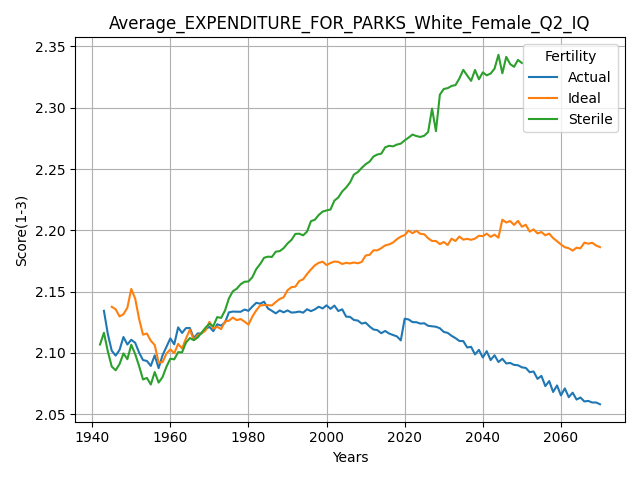 Average_EXPENDITURE_FOR_PARKS_White_Female_Q2_IQ
Score(1-3)
2.35
2.30
2.25
2.20
2.15
2.10
2.05
Fertility
Actual
Ideal
Sterile
1940 1960 1980 2000 2020 2040 2060
Years